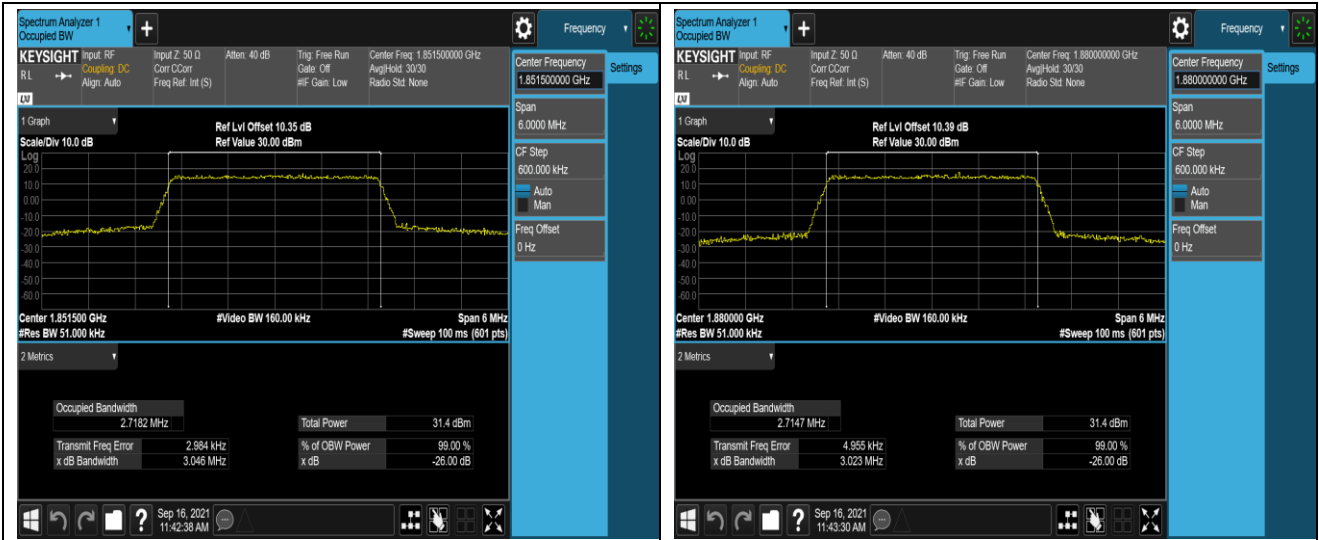 Spectrum Analyzer 1
Occupied BW
+
Frequency
KEYSIGHT Input: RF Input Z: 50 Ω Atten: 40 dB Trig: Free Run Center Freq: 1.851500000 GHz
Coupling: DC Corr CCorr Gate: Off Avg|Hold: 30/30
RL Align: Auto Freq Ref: Int (S) #IF Gain: Low Radio Std: None
LXI
Center Frequency
1.851500000 GHz
Settings
Span
6.0000 MHz
CF Step
600.000 kHz
Auto
Man
Freq Offset
0 Hz
1 Graph
Ref Lvl Offset 10.35 dB
Scale/Div 10.0 dB Ref Value 30.00 dBm
Log
20.0
10.0
0.00
-10.0
-20.0
-30.0
-40.0
-50.0
-60.0
Center 1.851500 GHz #Video BW 160.00 kHz Span 6 MHz
#Res BW 51.000 kHz #Sweep 100 ms (601 pts)
2 Metrics
Occupied Bandwidth
2.7182 MHz Total Power 31.4 dBm
Transmit Freq Error 2.984 kHz % of OBW Power 99.00 %
x dB Bandwidth 3.046 MHz x dB -26.00 dB
? Sep 16, 2021
11:42:38 AM
Spectrum Analyzer 1
Occupied BW
+
Frequency
KEYSIGHT Input: RF Input Z: 50 Ω Atten: 40 dB Trig: Free Run Center Freq: 1.880000000 GHz
Coupling: DC Corr CCorr Gate: Off Avg|Hold: 30/30
RL Align: Auto Freq Ref: Int (S) #IF Gain: Low Radio Std: None
LXI
Center Frequency
1.880000000 GHz
Settings
Span
6.0000 MHz
CF Step
600.000 kHz
Auto
Man
Freq Offset
0 Hz
1 Graph
Ref Lvl Offset 10.39 dB
Scale/Div 10.0 dB Ref Value 30.00 dBm
Log
20.0
10.0
0.00
-10.0
-20.0
-30.0
-40.0
-50.0
-60.0
Center 1.880000 GHz #Video BW 160.00 kHz Span 6 MHz
#Res BW 51.000 kHz #Sweep 100 ms (601 pts)
2 Metrics
Occupied Bandwidth
2.7147 MHz Total Power 31.4 dBm
Transmit Freq Error 4.955 kHz % of OBW Power 99.00 %
x dB Bandwidth 3.023 MHz x dB -26.00 dB
? Sep 16, 2021
11:43:30 AM